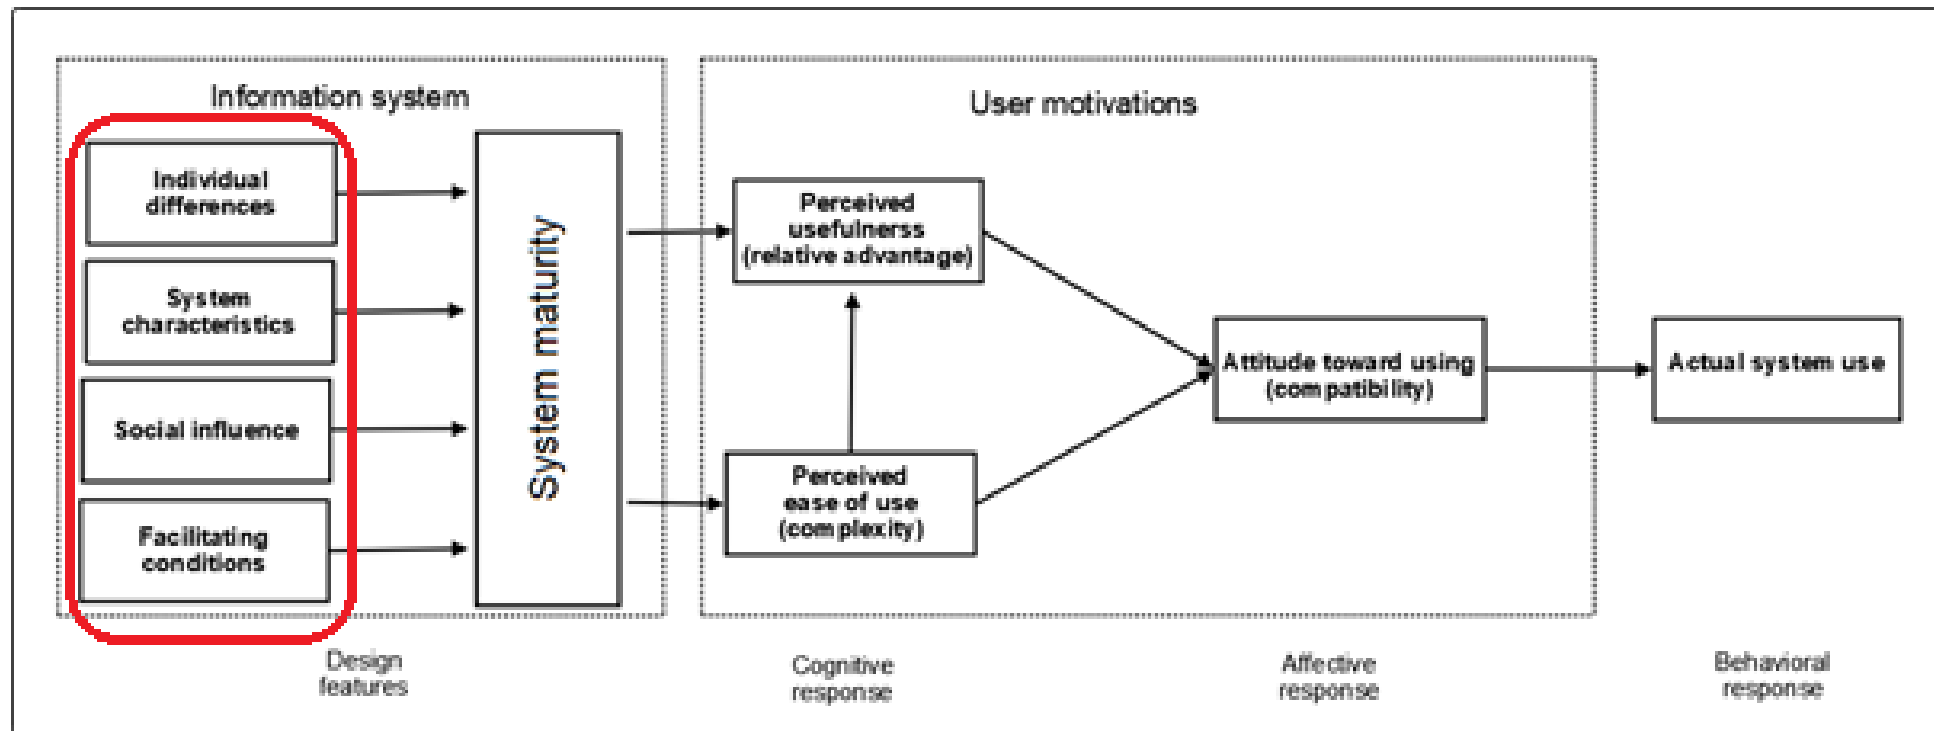 Information system
User motivations
Individual
differences
System
characteristics
Social influence
Facilitating
conditions
System maturity
Perceived
usefulnerss
(relative advantage)
Perceived
ease of use
(complexity)
Attitude toward using
(compatibility)
Actual system use
Design
features
Cognitive
response
Affective
response
Behavioral
response